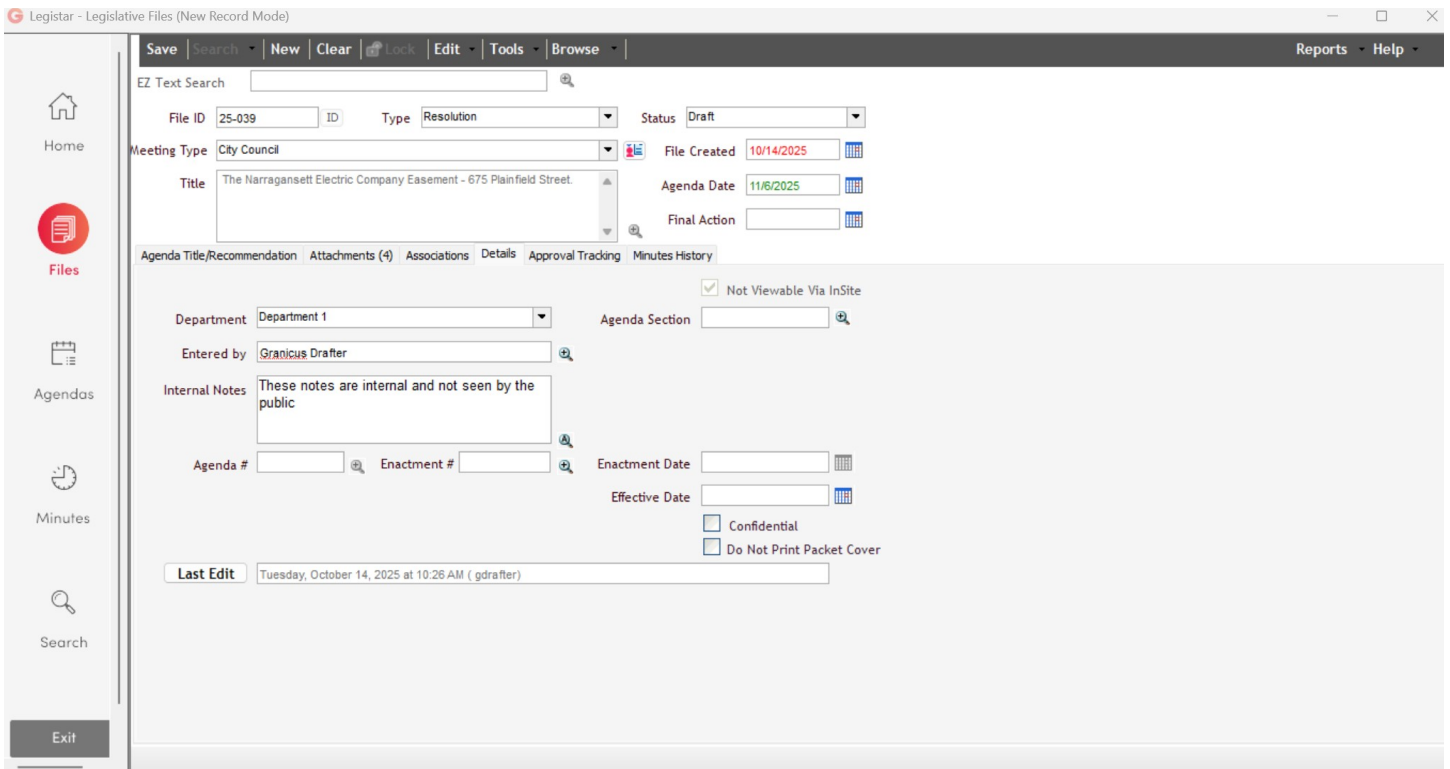 Legistar - Legislative Files (New Record Mode)
Save Search New Clear Lock Edit Tools Browse Reports Help
EZ Text Search
File ID 25-039 ID Type Resolution Status Draft
Meeting Type City Council File Created 10/14/2025
Title The Narragansett Electric Company Easement - 675 Plainfield Street. Agenda Date 11/6/2025
Final Action
Agenda Title/Recommendation Attachments (4) Associations Details Approval Tracking Minutes History
Not Viewable Via InSite
Department Department 1 Agenda Section
Entered by Granicus Drafter
Internal Notes These notes are internal and not seen by the
public
Agenda # Enactment # Enactment Date
Effective Date
Confidential
Do Not Print Packet Cover
Last Edit Tuesday, October 14, 2025 at 10:26 AM ( gdrafter)
Home
Files
Agendas
Minutes
Search
Exit